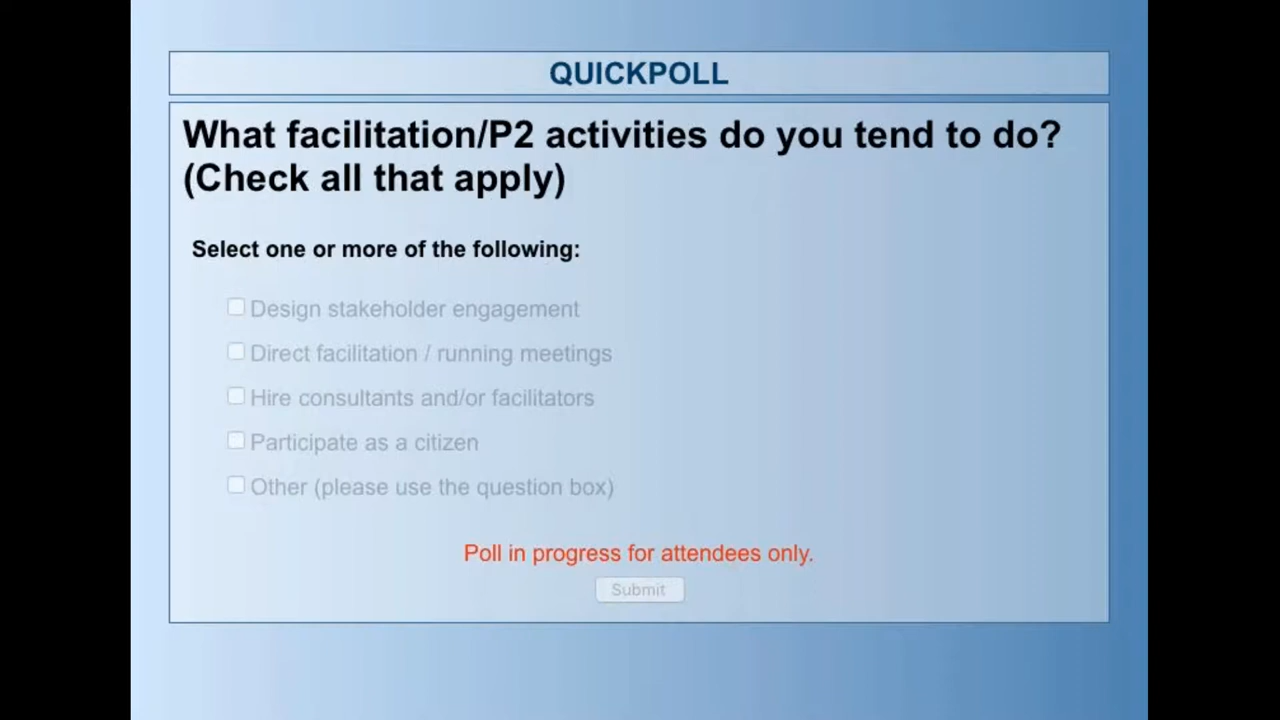 QUICKPOLL
What facilitation/P2 activities do you tend to do?
(Check all that apply)
Select one or more of the following:
Design stakeholder engagement
Direct facilitation / running meetings
Hire consultants and/or facilitators
Participate as a citizen
Other (please use the question box)
Poll in progress for attendees only.
Submit